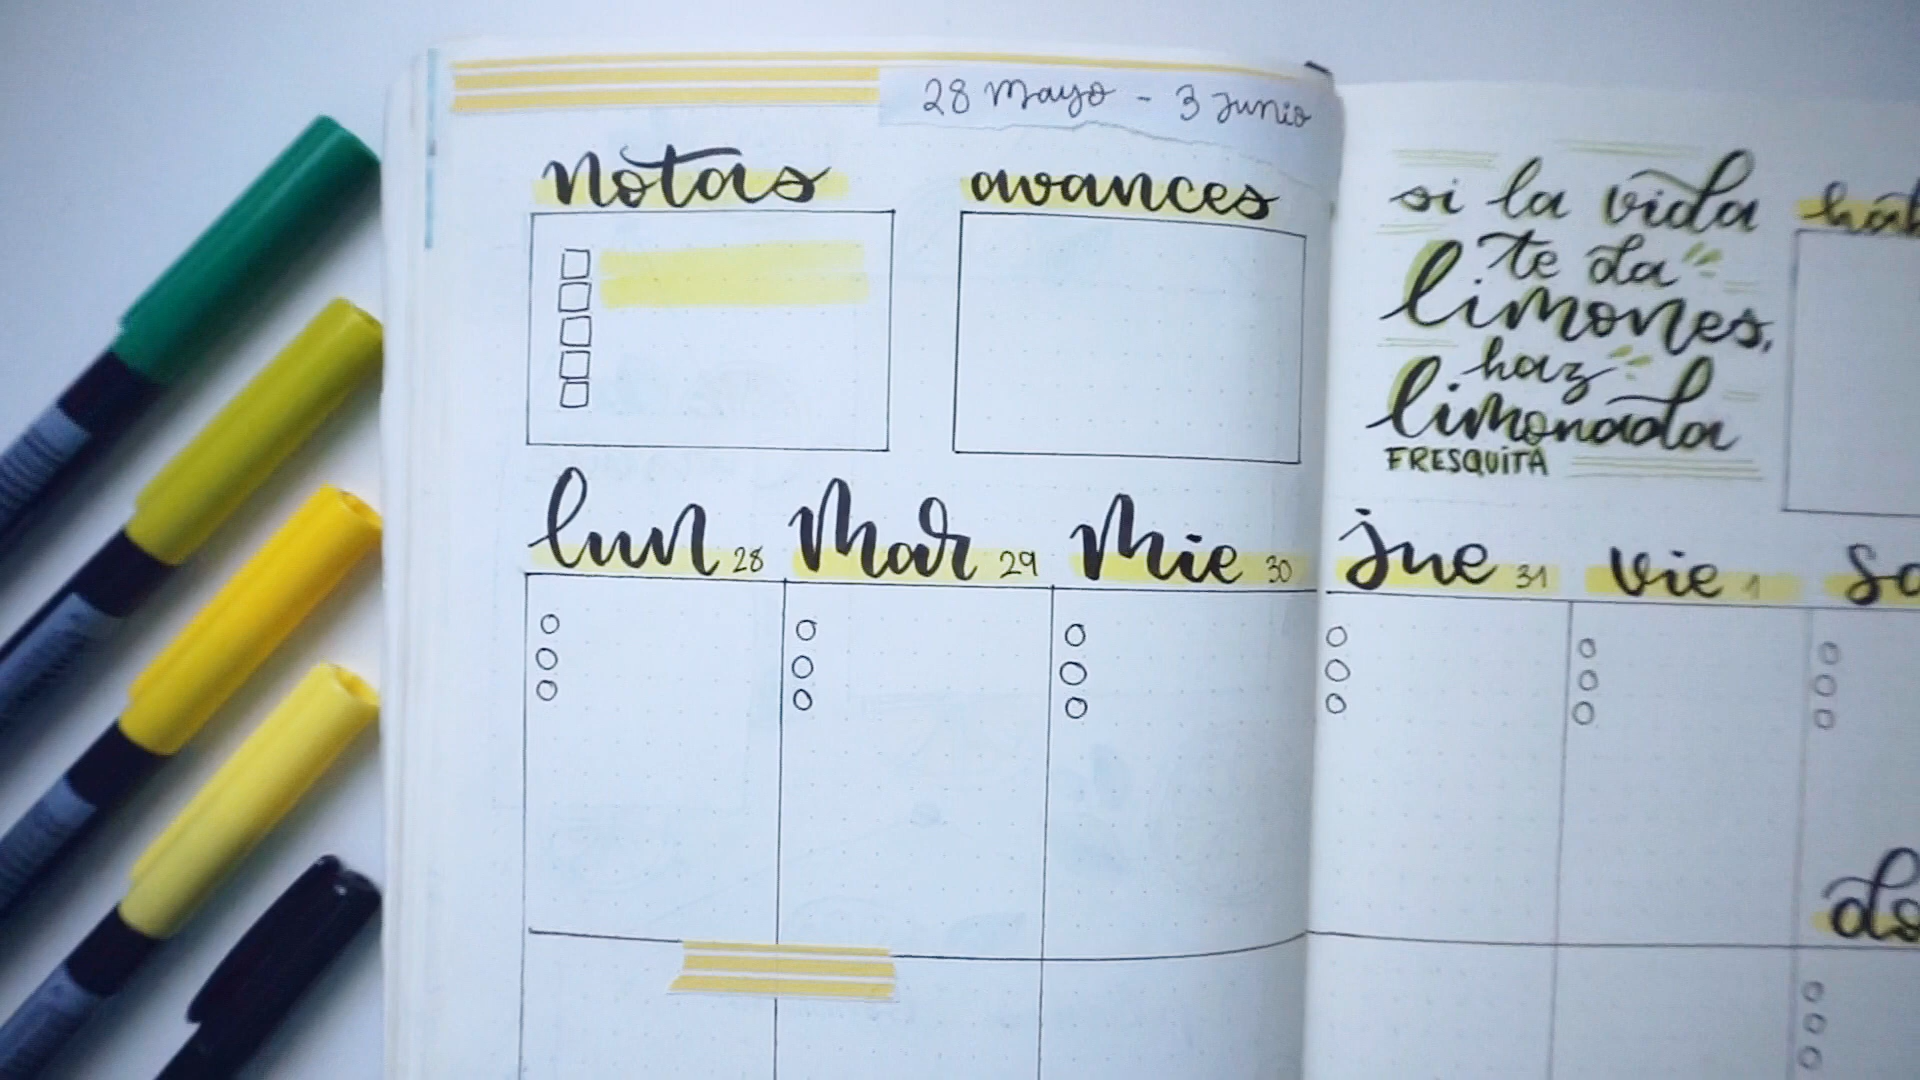 28 Mayo - 3 Junio
notas
avances
si la vida
te da
limones,
haz
limonada
FRESQUITA
lun 28
Mar 29
Mie 30
jue 31
vie 1